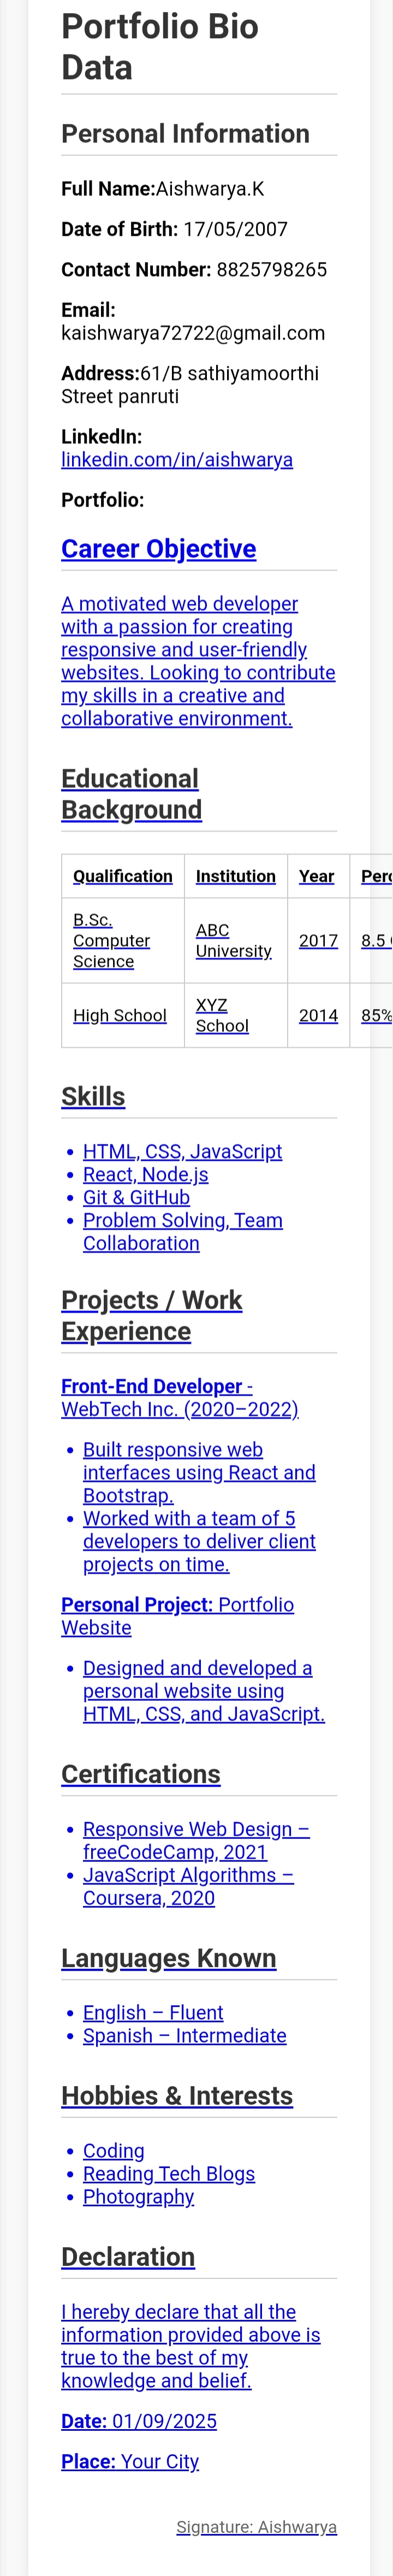 Portfolio Bio
Data
Personal Information
Full Name:Aishwarya.K
Date of Birth: 17/05/2007
Contact Number: 8825798265
Email:
kaishwarya72722@gmail.com
Address:61/B sathiyamoorthi
Street panruti
LinkedIn:
linkedin.com/in/aishwarya
Portfolio:
Career Objective
A motivated web developer
with a passion for creating
responsive and user-friendly
websites. Looking to contribute
my skills in a creative and
collaborative environment.
Educational
Background
Qualification Institution Year
B.Sc.
Computer
Science
ABC
University
2017
8.5
High School
XYZ
School
2014
85%
Skills
• HTML, CSS, JavaScript
• React, Node.js
• Git & GitHub
• Problem Solving, Team
Collaboration
Projects / Work
Experience
Front-End Developer -
WebTech Inc. (2020–2022)
• Built responsive web
interfaces using React and
Bootstrap.
• Worked with a team of 5
developers to deliver client
projects on time.
Personal Project: Portfolio
Website
• Designed and developed a
personal website using
HTML, CSS, and JavaScript.
Certifications
• Responsive Web Design –
freeCodeCamp, 2021
• JavaScript Algorithms –
Coursera, 2020
Languages Known
• English – Fluent
• Spanish – Intermediate
Hobbies & Interests
• Coding
• Reading Tech Blogs
• Photography
Declaration
I hereby declare that all the
information provided above is
true to the best of my
knowledge and belief.
Date: 01/09/2025
Place: Your City
Signature: Aishwarya